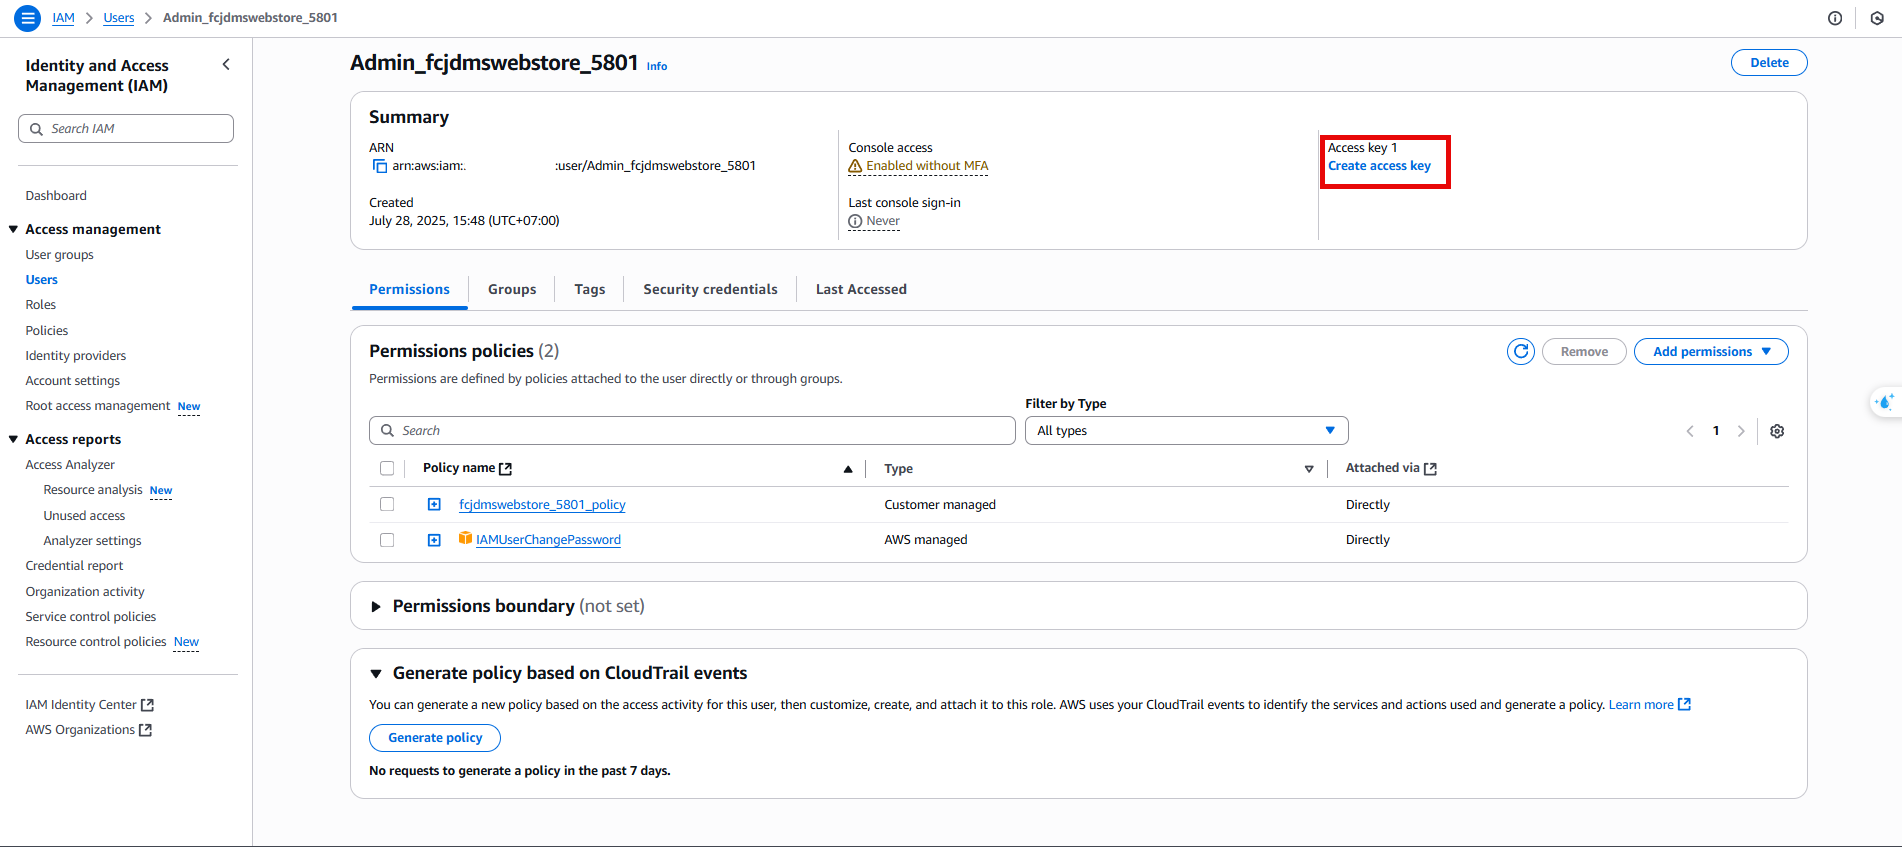 IAM > Users > Admin_fcjdmswebstore_5801
Identity and Access
Management (IAM)
Search IAM
Dashboard
Access management
User groups
Users
Roles
Policies
Identity providers
Account settings
Root access management New
Access reports
Access Analyzer
Resource analysis New
Unused access
Analyzer settings
Credential report
Organization activity
Service control policies
Resource control policies New
IAM Identity Center
AWS Organizations
Admin_fcjdmswebstore_5801 Info
Delete
Summary
ARN
arn:aws:iam:. :user/Admin_fcjdmswebstore_5801
Created
July 28, 2025, 15:48 (UTC+07:00)
Console access
Enabled without MFA
Last console sign-in
Never
Access key 1
Create access key
Permissions Groups Tags Security credentials Last Accessed
Permissions policies (2)
Remove Add permissions
Permissions are defined by policies attached to the user directly or through groups.
Filter by Type
Search All types 1
Policy name Type Attached via
fcjdmswebstore_5801_policy Customer managed Directly
IAMUserChangePassword AWS managed Directly
Permissions boundary (not set)
Generate policy based on CloudTrail events
You can generate a new policy based on the access activity for this user, then customize, create, and attach it to this role. AWS uses your CloudTrail events to identify the services and actions used and generate a policy. Learn more
Generate policy
No requests to generate a policy in the past 7 days.